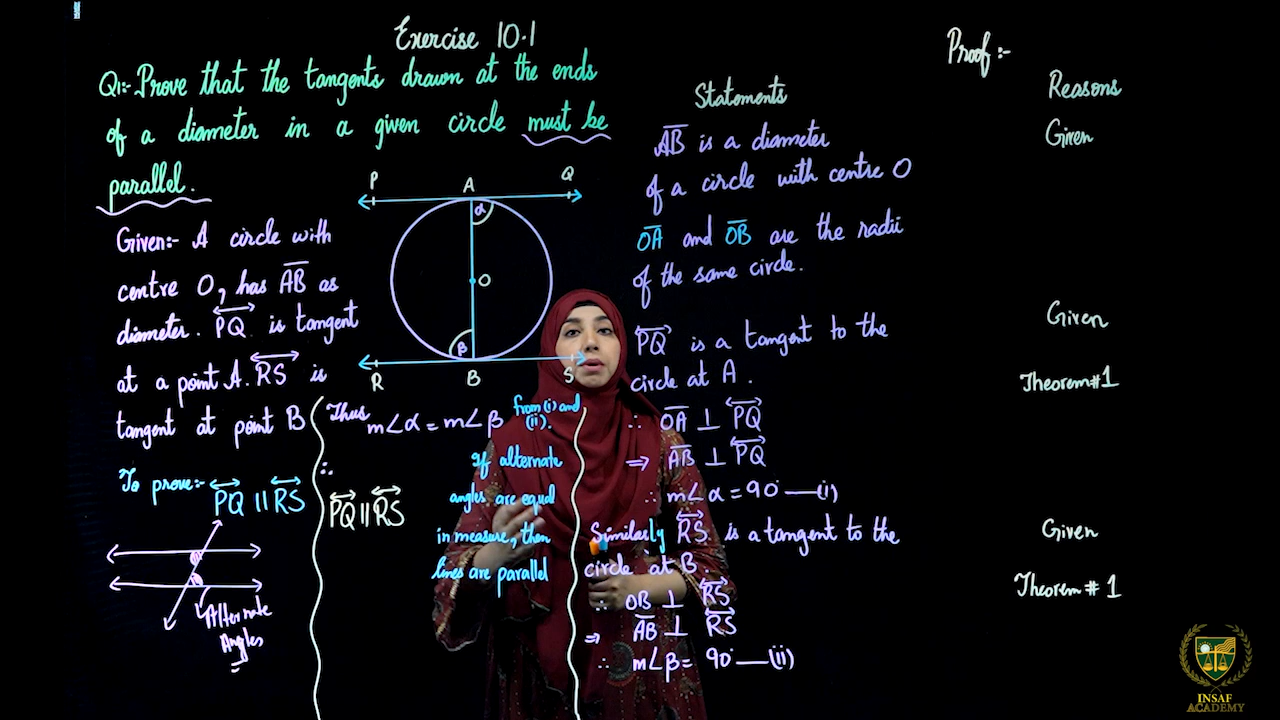 Exercise 10.1
Q1:- Prove that the tangents drawn at the ends
of a diameter in a given circle must be
parallel.
Given:- A circle with
centre O, has AB as
diameter. PQ is tangent
at a point A. RS is
tangent at point B
To prove:- PQ || RS
Alternate
Angles
P A Q
α
O
β
R B S
Thus m∠α = m∠β
from (i) and
(ii).
∴
PQ || RS
If alternate
angles are equal
in measure, then
lines are parallel
Proof :-
Statements
Reasons
AB is a diameter
of a circle with centre O
Given
OA and OB are the radii
of the same circle.
PQ is a tangent to the
circle at A.
Given
∴ OA ⊥ PQ
Theorem#1
⇒ AB ⊥ PQ
∴ m∠α = 90° —(i)
Similarly RS is a tangent to the
circle at B.
Given
∴ OB ⊥ RS
Theorem # 1
⇒ AB ⊥ RS
∴ m∠β = 90° —(ii)
INSAF
ACADEMY